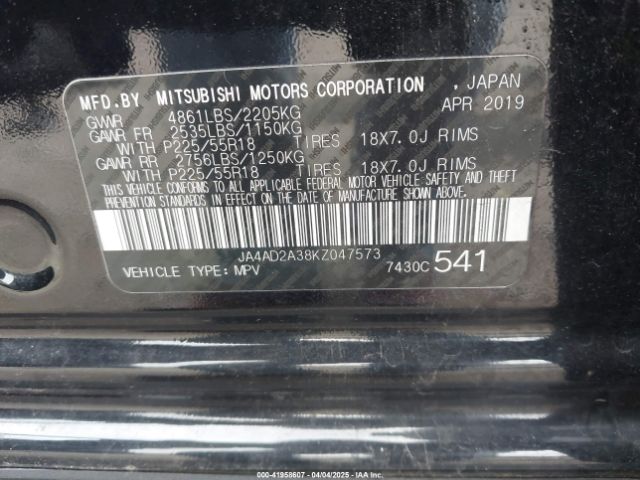 MFD.BY MITSUBISHI MOTORS CORPORATION , JAPAN
GVWR 4861LBS/2205KG APR 2019
GAWR FR 2535LBS/1150KG
WITH P225/55R18 TIRES 18X7.0J RIMS
GAWR RR 2756LBS/1250KG
WITH P225/55R18 TIRES 18X7.0J RIMS
THIS VEHICLE CONFORMS TO ALL APPLICABLE FEDERAL MOTOR VEHICLE SAFETY AND THEFT
PREVENTION STANDARDS IN EFFECT ON THE DATE OF MANUFACTURE SHOWN ABOVE.
JA4AD2A38KZ047573
VEHICLE TYPE: MPV 7430C 541
000-41958607 - 04/04/2025 - © Copyright 2025 IAA, LLC